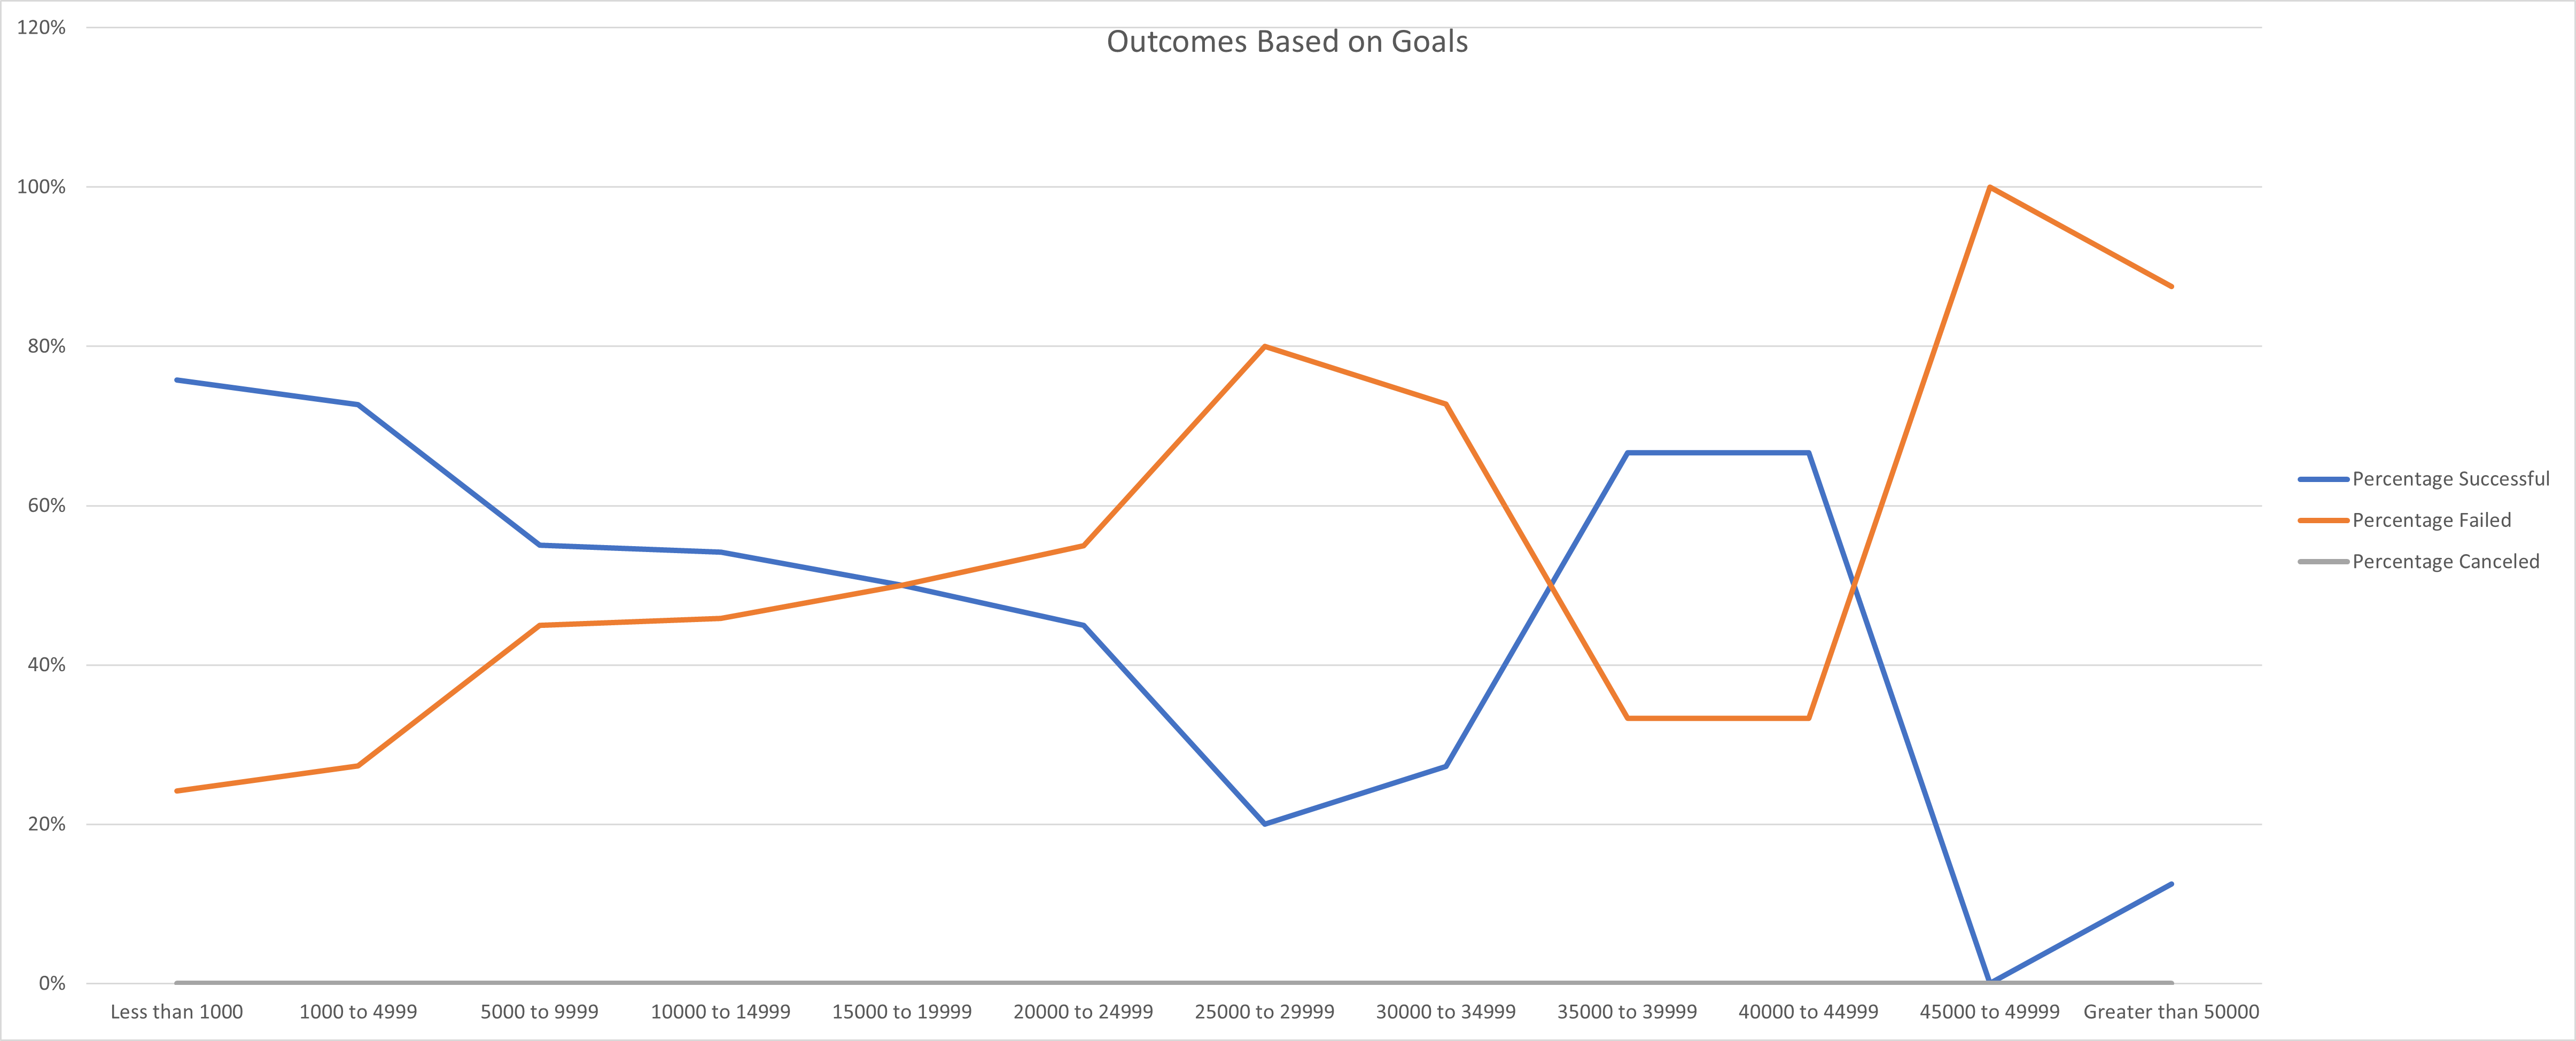 Outcomes Based on Goals
120%
100%
80%
60%
40%
20%
0%
Less than 1000
1000 to 4999
5000 to 9999
10000 to 14999
15000 to 19999
20000 to 24999
25000 to 29999
30000 to 34999
35000 to 39999
40000 to 44999
45000 to 49999
Greater than 50000
Percentage Successful
Percentage Failed
Percentage Canceled